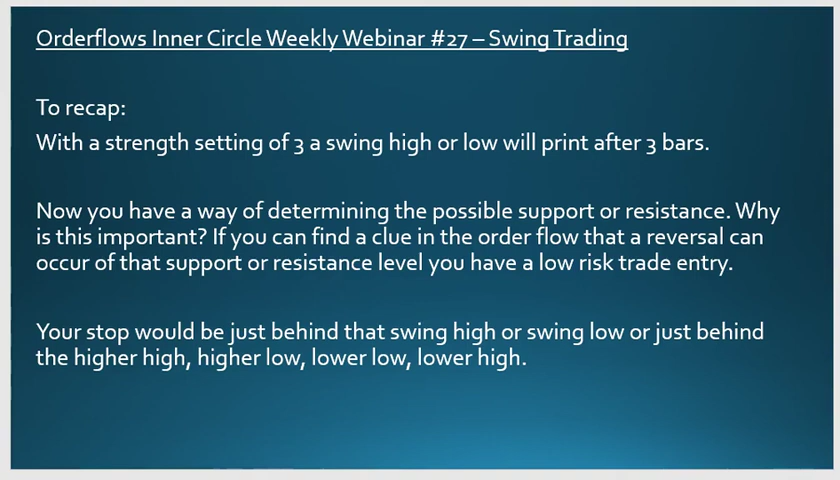 Orderflows Inner Circle Weekly Webinar #27 – Swing Trading
To recap:
With a strength setting of 3 a swing high or low will print after 3 bars.
Now you have a way of determining the possible support or resistance. Why
is this important? If you can find a clue in the order flow that a reversal can
occur of that support or resistance level you have a low risk trade entry.
Your stop would be just behind that swing high or swing low or just behind
the higher high, higher low, lower low, lower high.